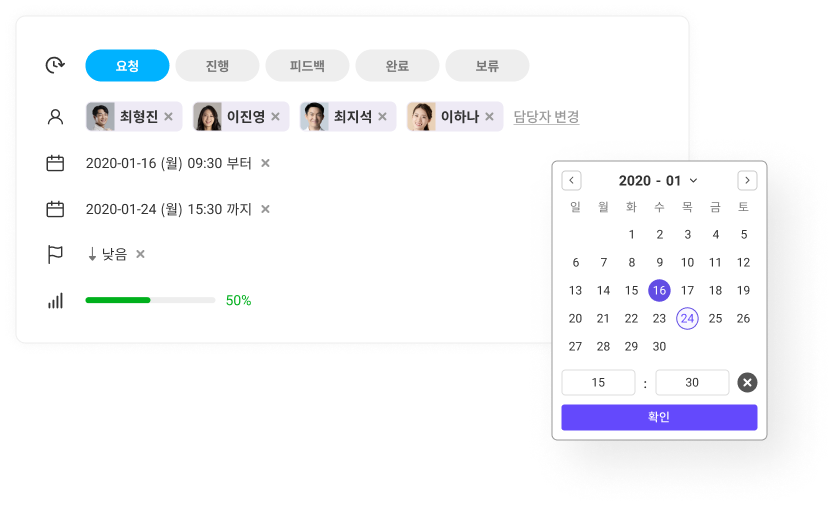 요청 진행 피드백 완료 보류
최형진 × 이진영 × 최지석 × 이하나 × 담당자 변경
2020-01-16 (월) 09:30 부터 ×
2020-01-24 (월) 15:30 까지 ×
↓ 낮음 ×
50%
< 2020 - 01 >
일 월 화 수 목 금 토
1 2 3 4 5
6 7 8 9 10 11 12
13 14 15 16 17 18 19
20 21 22 23 24 25 26
27 28 29 30
15 : 30
확인